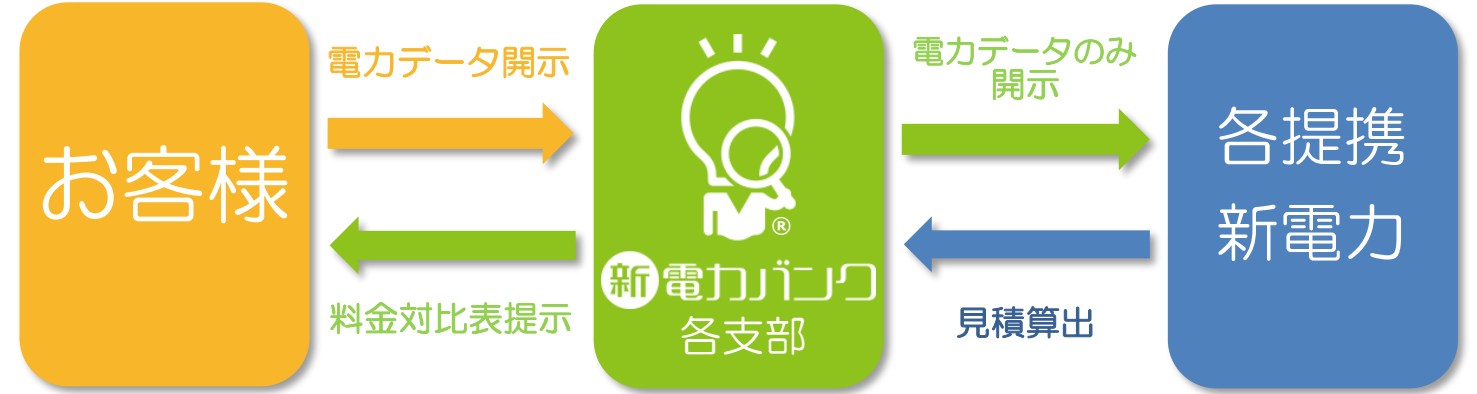 お客様
電力データ開示
料金対比表提示
®
新電力バンク
各支部
電力データのみ
開示
見積算出
各提携
新電力